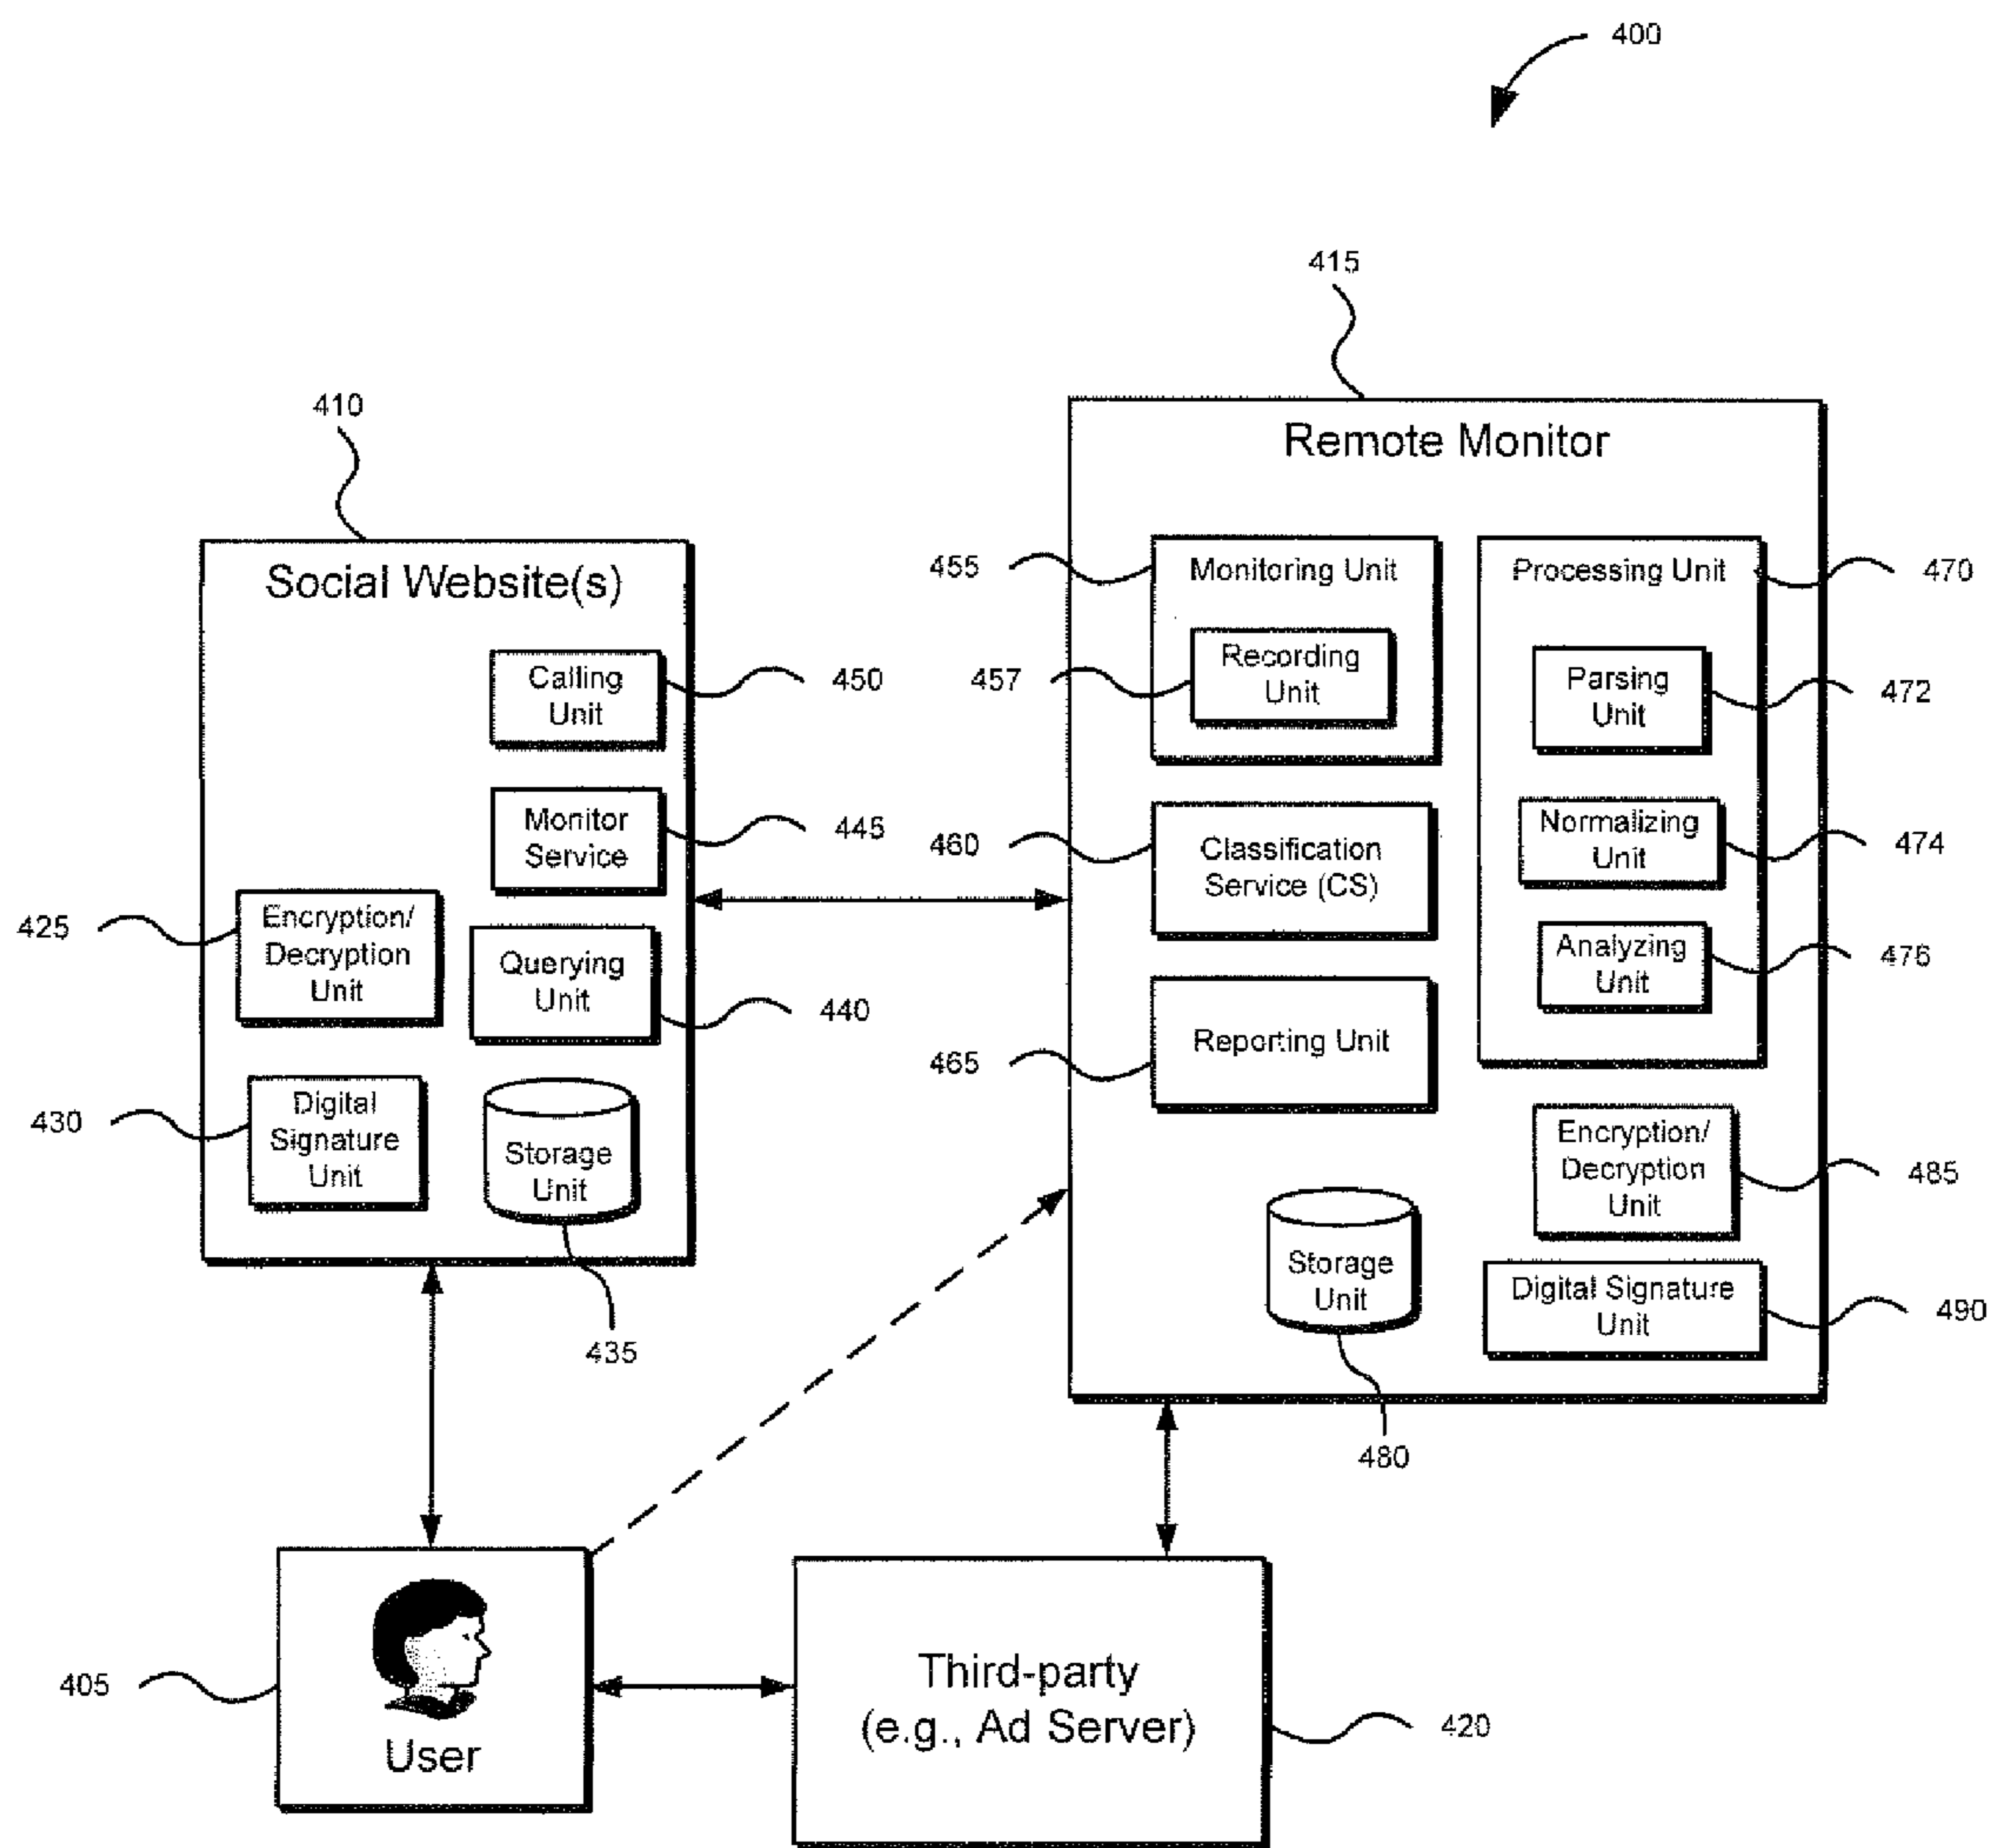 400
415
410
Remote Monitor
Social Website(s)
455
Monitoring Unit
Processing Unit
470
Calling
Unit
450
457
Recording
Unit
Parsing
Unit
472
Monitor
Service
445
460
Classification
Service (CS)
Normalizing
Unit
474
425
Encryption/
Decryption
Unit
Querying
Unit
440
Analyzing
Unit
476
465
Reporting Unit
430
Digital
Signature
Unit
Storage
Unit
435
Encryption/
Decryption
Unit
485
Storage
Unit
480
Digital Signature
Unit
490
405
User
Third-party
(e.g., Ad Server)
420